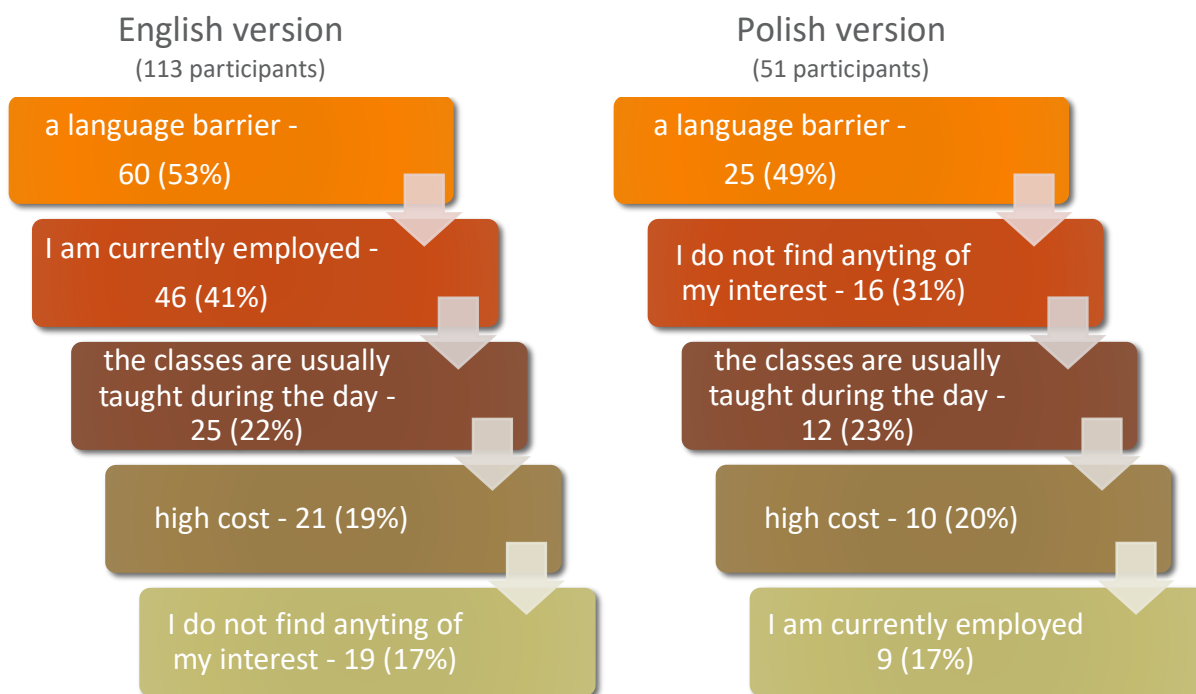 English version
(113 participants)
a language barrier -
60 (53%)
I am currently employed -
46 (41%)
the classes are usually
taught during the day -
25 (22%)
high cost - 21 (19%)
I do not find anyting of
my interest - 19 (17%)
Polish version
(51 participants)
a language barrier -
25 (49%)
I do not find anyting of
my interest - 16 (31%)
the classes are usually
taught during the day -
12 (23%)
high cost - 10 (20%)
I am currently employed
9 (17%)